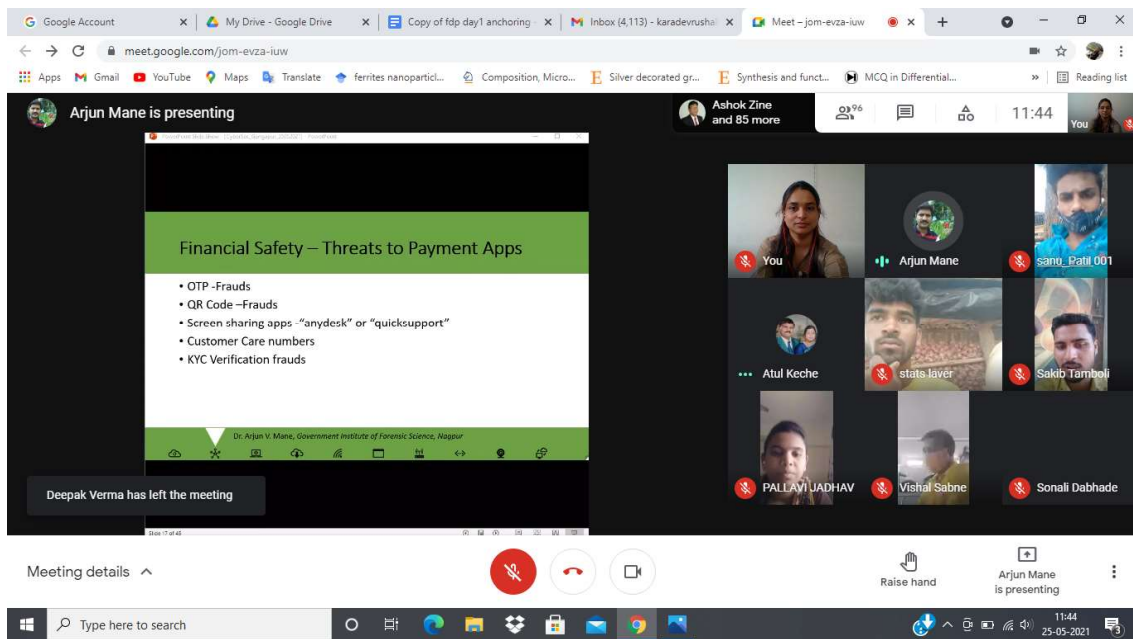 Google Account
My Drive - Google Drive
Copy of fdp day1 anchoring
Inbox (4,113) - karadevrusha
Meet – jom-evza-iuw
meet.google.com/jom-evza-iuw
Apps
Gmail
YouTube
Maps
Translate
ferrites nanoparticl...
Composition, Micro...
Silver decorated gr...
Synthesis and funct...
MCQ in Differential...
»
Reading list
Arjun Mane is presenting
Ashok Zine
and 85 more
96
11:44
You
Financial Safety – Threats to Payment Apps
• OTP -Frauds
• QR Code –Frauds
• Screen sharing apps -“anydesk” or “quicksupport”
• Customer Care numbers
• KYC Verification frauds
Dr. Arjun V. Mane, Government Institute of Forensic Science, Nagpur
Slide 17 of 48
You
Arjun Mane
sanu_Patil 001
Atul Keche
stats laver
Sakib Tamboli
PALLAVI JADHAV
Vishal Sabne
Sonali Dabhade
Deepak Verma has left the meeting
Meeting details
Raise hand
Arjun Mane
is presenting
Type here to search
11:44
25-05-2021
3